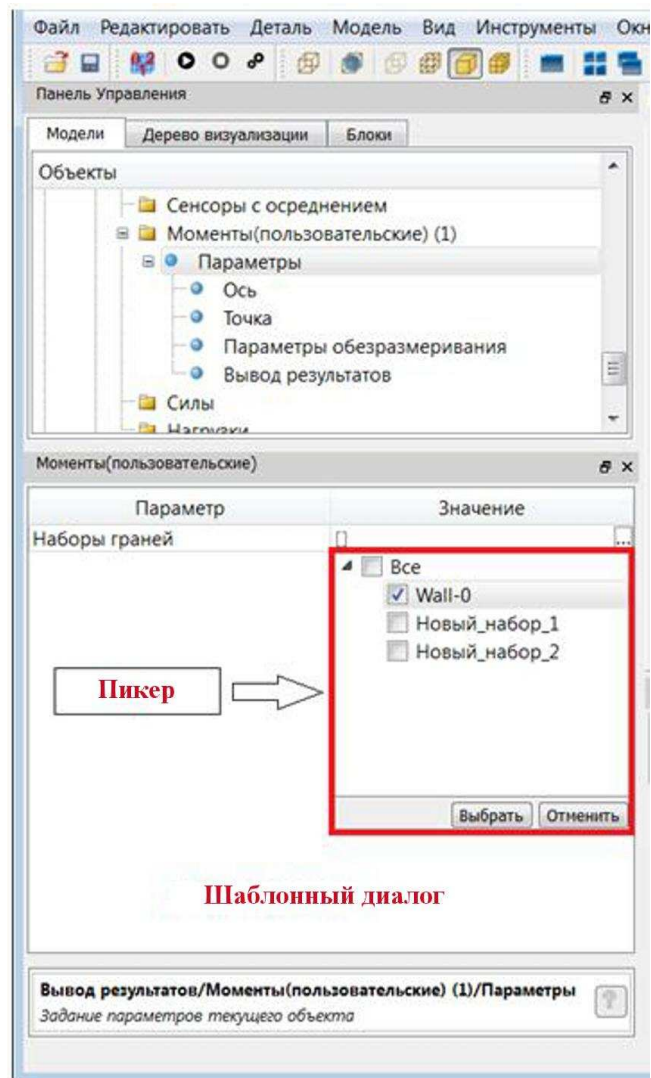 Файл Редактировать Деталь Модель Вид Инструменты Окн
Панель Управления
Модели Дерево визуализации Блоки
Объекты
Сенсоры с осреднением
Моменты(пользовательские) (1)
Параметры
Ось
Точка
Параметры обезразмеривания
Вывод результатов
Силы
Нагрузки
Моменты(пользовательские)
Параметр Значение
Наборы граней [] ...
Все
Wall-0
Новый_набор_1
Новый_набор_2
Пикер
Выбрать Отменить
Шаблонный диалог
Вывод результатов/Моменты(пользовательские) (1)/Параметры
Задание параметров текущего объекта
?